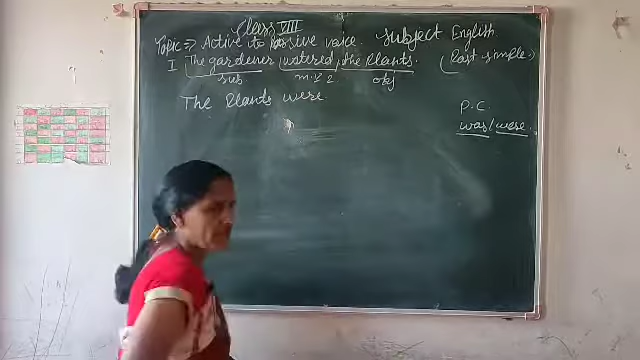 Class VIII
Topic => Active to Passive voice. Subject English
I The gardener watered the Plants. (Past simple.)
sub m.v 2 obj
The Plants were
P.C.
was/were.